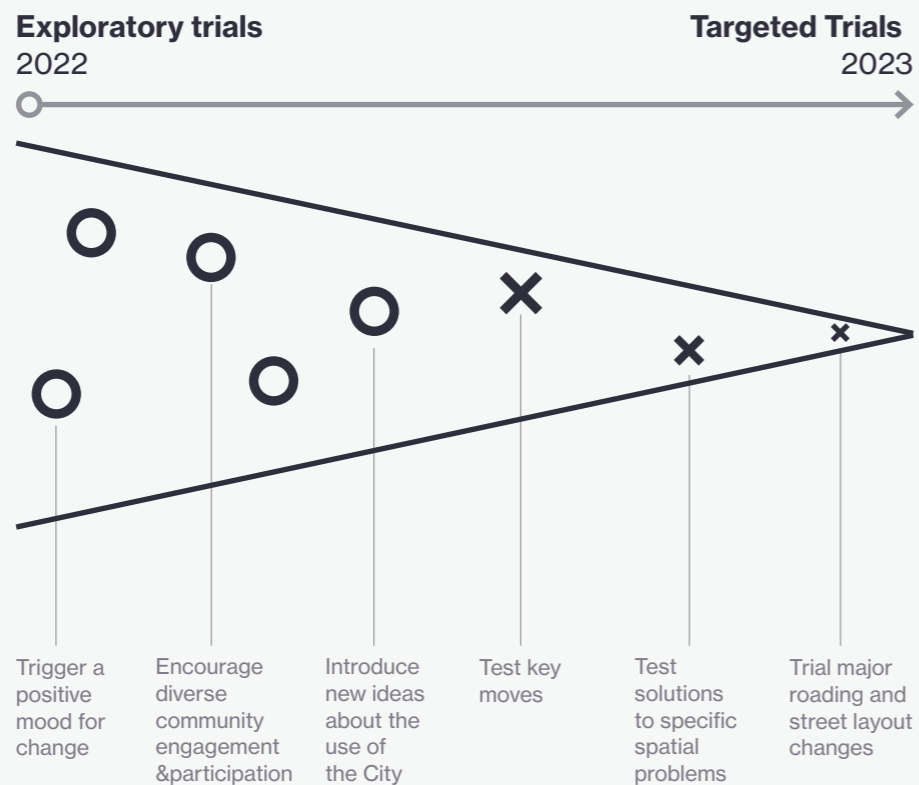 Exploratory trials
2022
Targeted Trials
2023
Trigger a
positive
mood for
change
Encourage
diverse
community
engagement
&participation
Introduce
new ideas
about the
use of
the City
Test key
moves
Test
solutions
to specific
spatial
problems
Trial major
roading and
street layout
changes